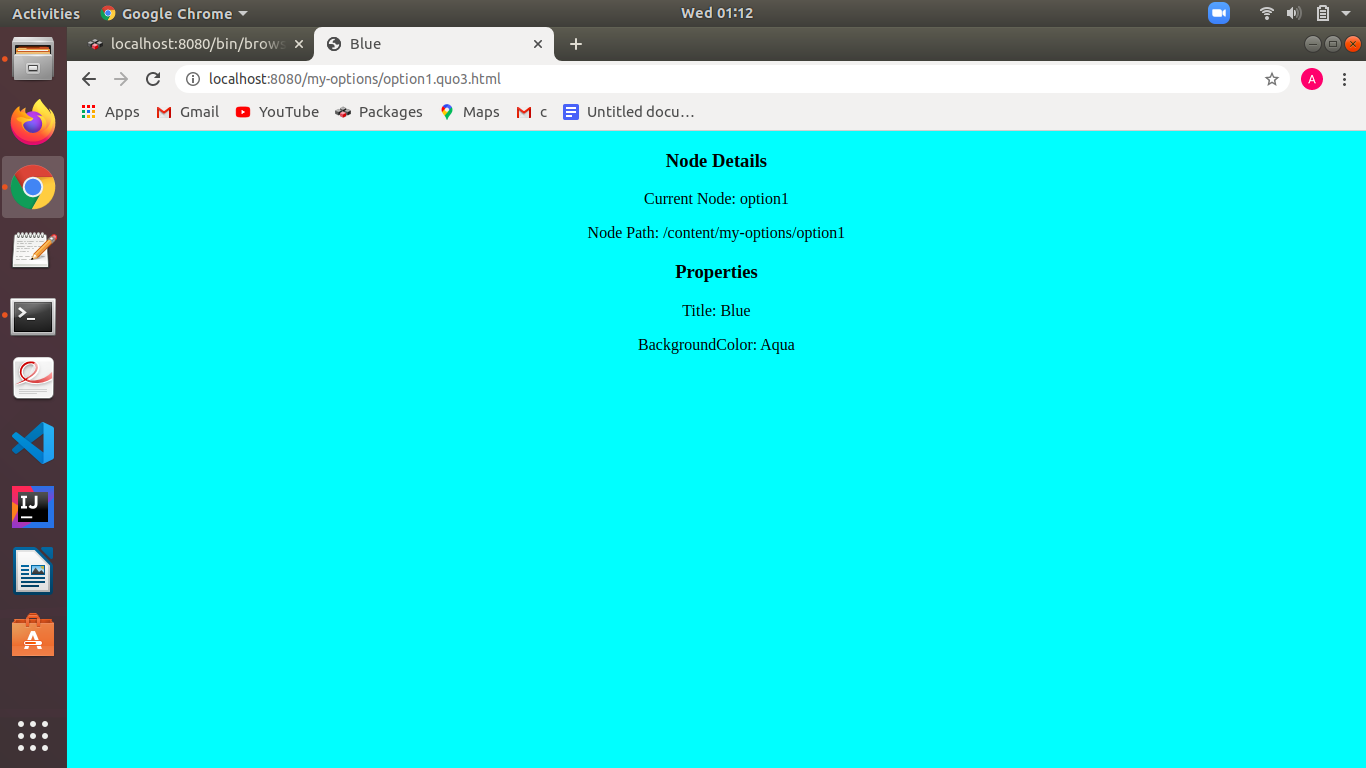 Activities
Google Chrome
Wed 01:12
localhost:8080/bin/brows
Blue
localhost:8080/my-options/option1.quo3.html
A
Apps
Gmail
YouTube
Packages
Maps
c
Untitled docu…
Node Details
Current Node: option1
Node Path: /content/my-options/option1
Properties
Title: Blue
BackgroundColor: Aqua
IJ